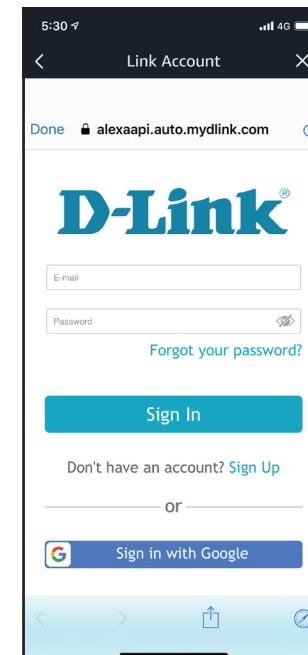 5:30 4G
Link Account
Done alexaapi.auto.mydlink.com
D-Link®
E-mail
Password
Forgot your password?
Sign In
Don't have an account? Sign Up
or
G Sign in with Google